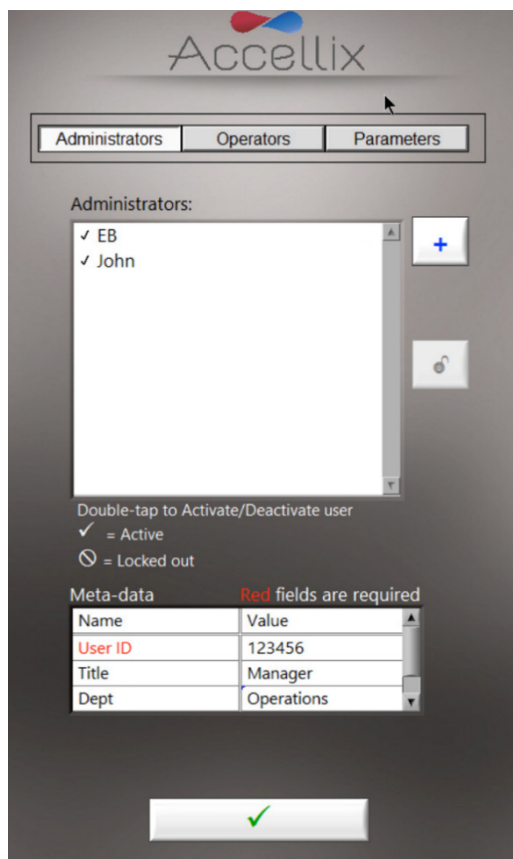 Accellix
Administrators Operators Parameters
Administrators:
✓ EB
✓ John
+
Double-tap to Activate/Deactivate user
✓ = Active
= Locked out
Meta-data Red fields are required
Name Value
User ID 123456
Title Manager
Dept Operations